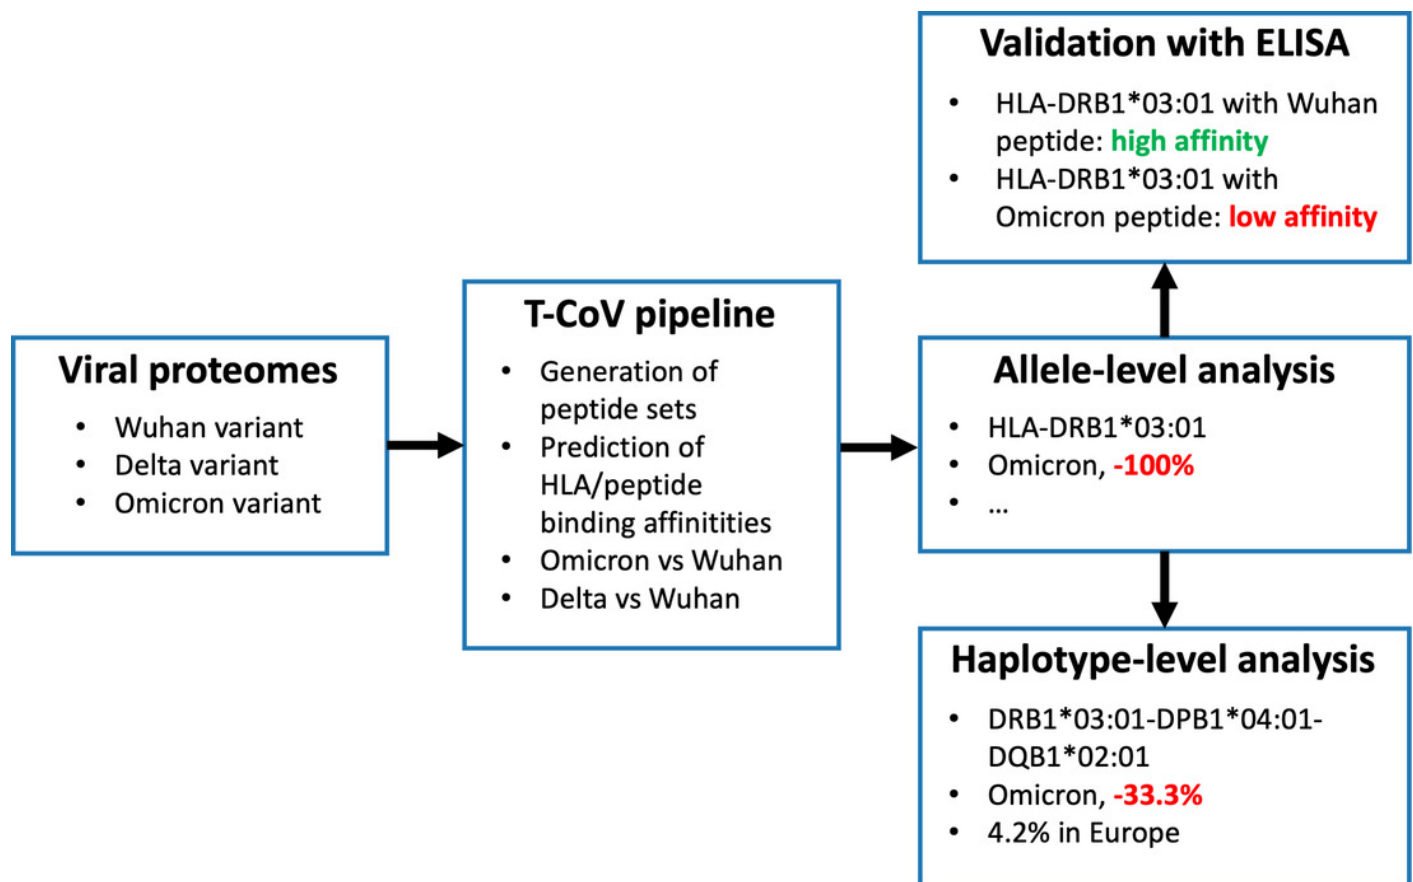 Viral proteomes
• Wuhan variant
• Delta variant
• Omicron variant
T-CoV pipeline
• Generation of
peptide sets
• Prediction of
HLA/peptide
binding affinitities
• Omicron vs Wuhan
• Delta vs Wuhan
Validation with ELISA
• HLA-DRB1*03:01 with Wuhan
peptide: high affinity
• HLA-DRB1*03:01 with
Omicron peptide: low affinity
Allele-level analysis
• HLA-DRB1*03:01
• Omicron, -100%
• ...
Haplotype-level analysis
• DRB1*03:01-DPB1*04:01-
DQB1*02:01
• Omicron, -33.3%
• 4.2% in Europe